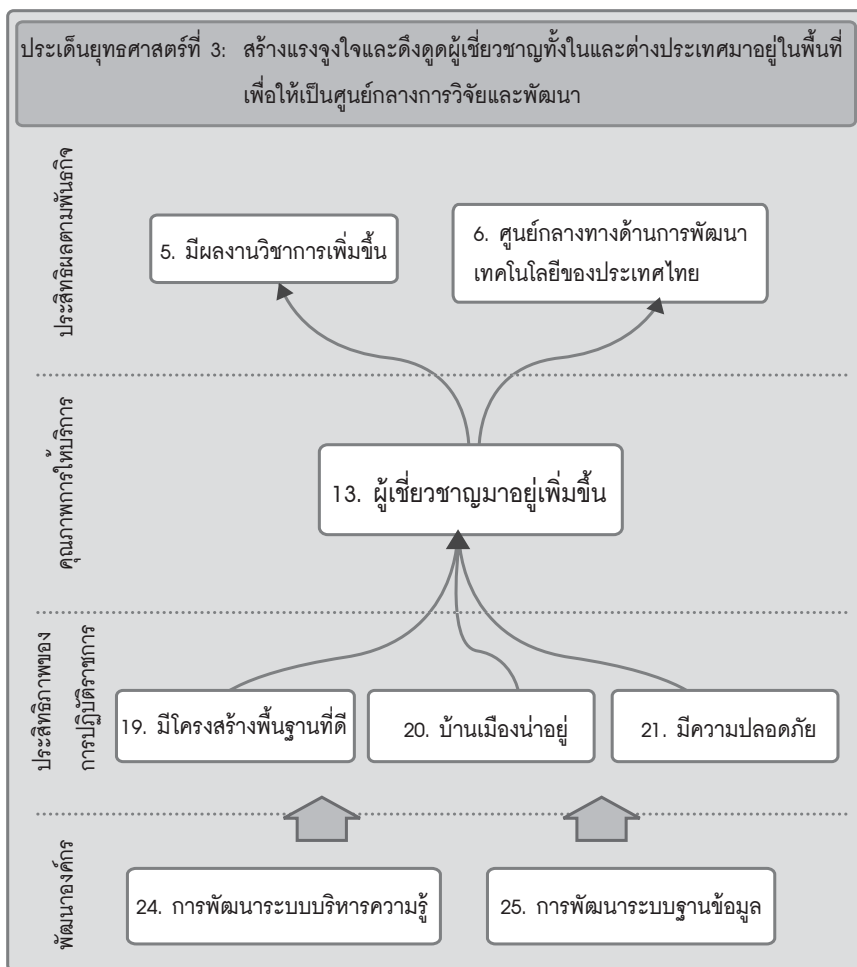 ประเด็นยุทธศาสตร์ที่ 3: สร้างแรงจูงใจและดึงดูดผู้เชี่ยวชาญทั้งในและต่างประเทศมาอยู่ในพื้นที่
เพื่อให้เป็นศูนย์กลางการวิจัยและพัฒนา
ประสิทธิผลตามพันธกิจ
5. มีผลงานวิชาการเพิ่มขึ้น
6. ศูนย์กลางทางด้านการพัฒนา
เทคโนโลยีของประเทศไทย
คุณภาพการให้บริการ
13. ผู้เชี่ยวชาญมาอยู่เพิ่มขึ้น
ประสิทธิภาพของ
การปฏิบัติราชการ
19. มีโครงสร้างพื้นฐานที่ดี
20. บ้านเมืองน่าอยู่
21. มีความปลอดภัย
พัฒนาองค์กร
24. การพัฒนาระบบบริหารความรู้
25. การพัฒนาระบบฐานข้อมูล